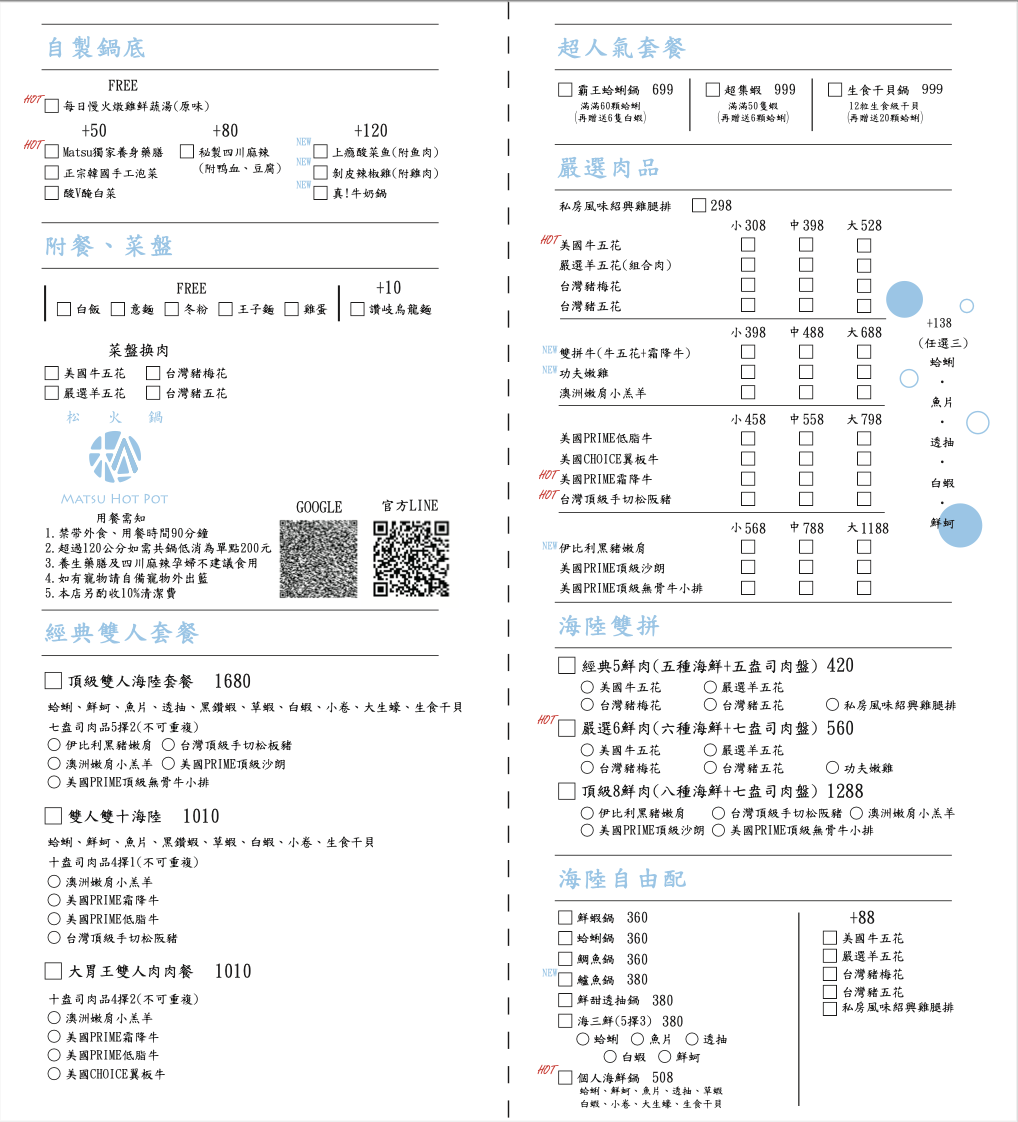 自製鍋底
FREE
HOT 每日慢火燉雞鮮蔬湯(原味)
+50 +80 +120
HOT Matsu獨家養身藥膳 秘製四川麻辣 NEW 上癮酸菜魚(附魚肉)
正宗韓國手工泡菜 (附鴨血、豆腐) NEW 剝皮辣椒雞(附雞肉)
酸V醃白菜 NEW 真!牛奶鍋
附餐、菜盤
FREE +10
白飯 意麵 冬粉 王子麵 雞蛋 讚岐烏龍麵
菜盤換肉
美國牛五花 台灣豬梅花
嚴選羊五花 台灣豬五花
松火鍋
MATSU HOT POT
用餐需知
1.禁帶外食、用餐時間90分鐘
2.超過120公分如需共鍋低消為單點200元
3.養生藥膳及四川麻辣孕婦不建議食用
4.如有寵物請自備寵物外出籃
5.本店另酌收10%清潔費
GOOGLE 官方LINE
經典雙人套餐
頂級雙人海陸套餐 1680
蛤蜊、鮮蚵、魚片、透抽、黑鑽蝦、草蝦、白蝦、小卷、大生蠔、生食干貝
七盎司肉品5擇2(不可重複)
伊比利黑豬嫩肩 台灣頂級手切松板豬
澳洲嫩肩小羔羊 美國PRIME頂級沙朗
美國PRIME頂級無骨牛小排
雙人雙十海陸 1010
蛤蜊、鮮蚵、魚片、黑鑽蝦、草蝦、白蝦、小卷、生食干貝
十盎司肉品4擇1(不可重複)
澳洲嫩肩小羔羊
美國PRIME霜降牛
美國PRIME低脂牛
台灣頂級手切松阪豬
大胃王雙人肉肉餐 1010
十盎司肉品4擇2(不可重複)
澳洲嫩肩小羔羊
美國PRIME霜降牛
美國PRIME低脂牛
美國CHOICE翼板牛
超人氣套餐
霸王蛤蜊鍋 699 超集蝦 999 生食干貝鍋 999
滿滿60顆蛤蜊 滿滿50隻蝦 12粒生食級干貝
(再贈送6隻白蝦) (再贈送6顆蛤蜊) (再贈送20顆蛤蜊)
嚴選肉品
私房風味紹興雞腿排 298
小308 中398 大528
HOT 美國牛五花
嚴選羊五花(組合肉)
台灣豬梅花
台灣豬五花
小398 中488 大688
NEW 雙拼牛(牛五花+霜降牛)
NEW 功夫嫩雞
澳洲嫩肩小羔羊
小458 中558 大798
美國PRIME低脂牛
美國CHOICE翼板牛
HOT 美國PRIME霜降牛
HOT 台灣頂級手切松阪豬
小568 中788 大1188
NEW 伊比利黑豬嫩肩
美國PRIME頂級沙朗
美國PRIME頂級無骨牛小排
+138
(任選三)
蛤蜊
・
魚片
・
透抽
・
白蝦
・
鮮蚵
海陸雙拼
經典5鮮肉(五種海鮮+五盎司肉盤) 420
美國牛五花 嚴選羊五花
台灣豬梅花 台灣豬五花 私房風味紹興雞腿排
HOT 嚴選6鮮肉(六種海鮮+七盎司肉盤) 560
美國牛五花 嚴選羊五花
台灣豬梅花 台灣豬五花 功夫嫩雞
頂級8鮮肉(八種海鮮+七盎司肉盤) 1288
伊比利黑豬嫩肩 台灣頂級手切松阪豬 澳洲嫩肩小羔羊
美國PRIME頂級沙朗 美國PRIME頂級無骨牛小排
海陸自由配
鮮蝦鍋 360
蛤蜊鍋 360
鯛魚鍋 360
NEW 鱸魚鍋 380
鮮甜透抽鍋 380
海三鮮(5擇3) 380
蛤蜊 魚片 透抽
白蝦 鮮蚵
HOT 個人海鮮鍋 508
蛤蜊、鮮蚵、魚片、透抽、草蝦
白蝦、小卷、大生蠔、生食干貝
+88
美國牛五花
嚴選羊五花
台灣豬梅花
台灣豬五花
私房風味紹興雞腿排